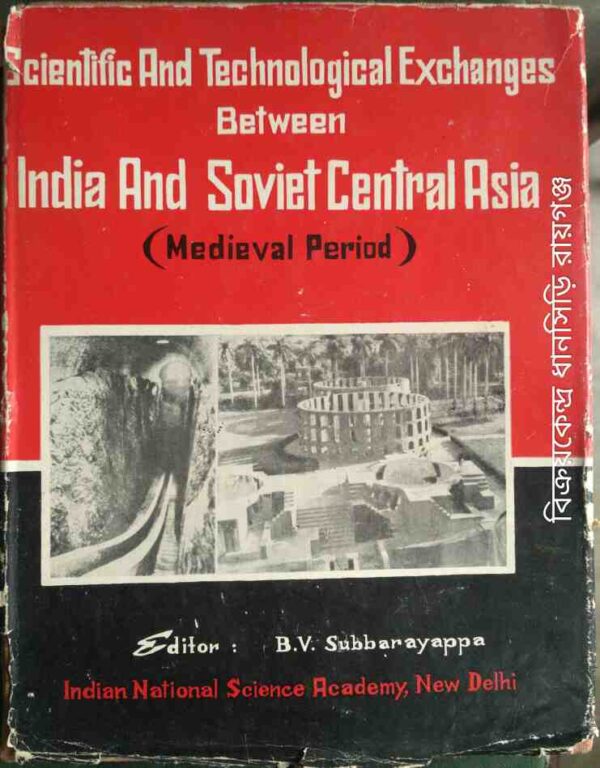 Scientific And Technological Exchanges
Between
India And Soviet Central Asia
(Medieval Period)
বিক্রয়কেন্দ্র ধানসিড়ি রায়গঞ্জ
Editor : B.V. Subbarayappa
Indian National Science Academy, New Delhi